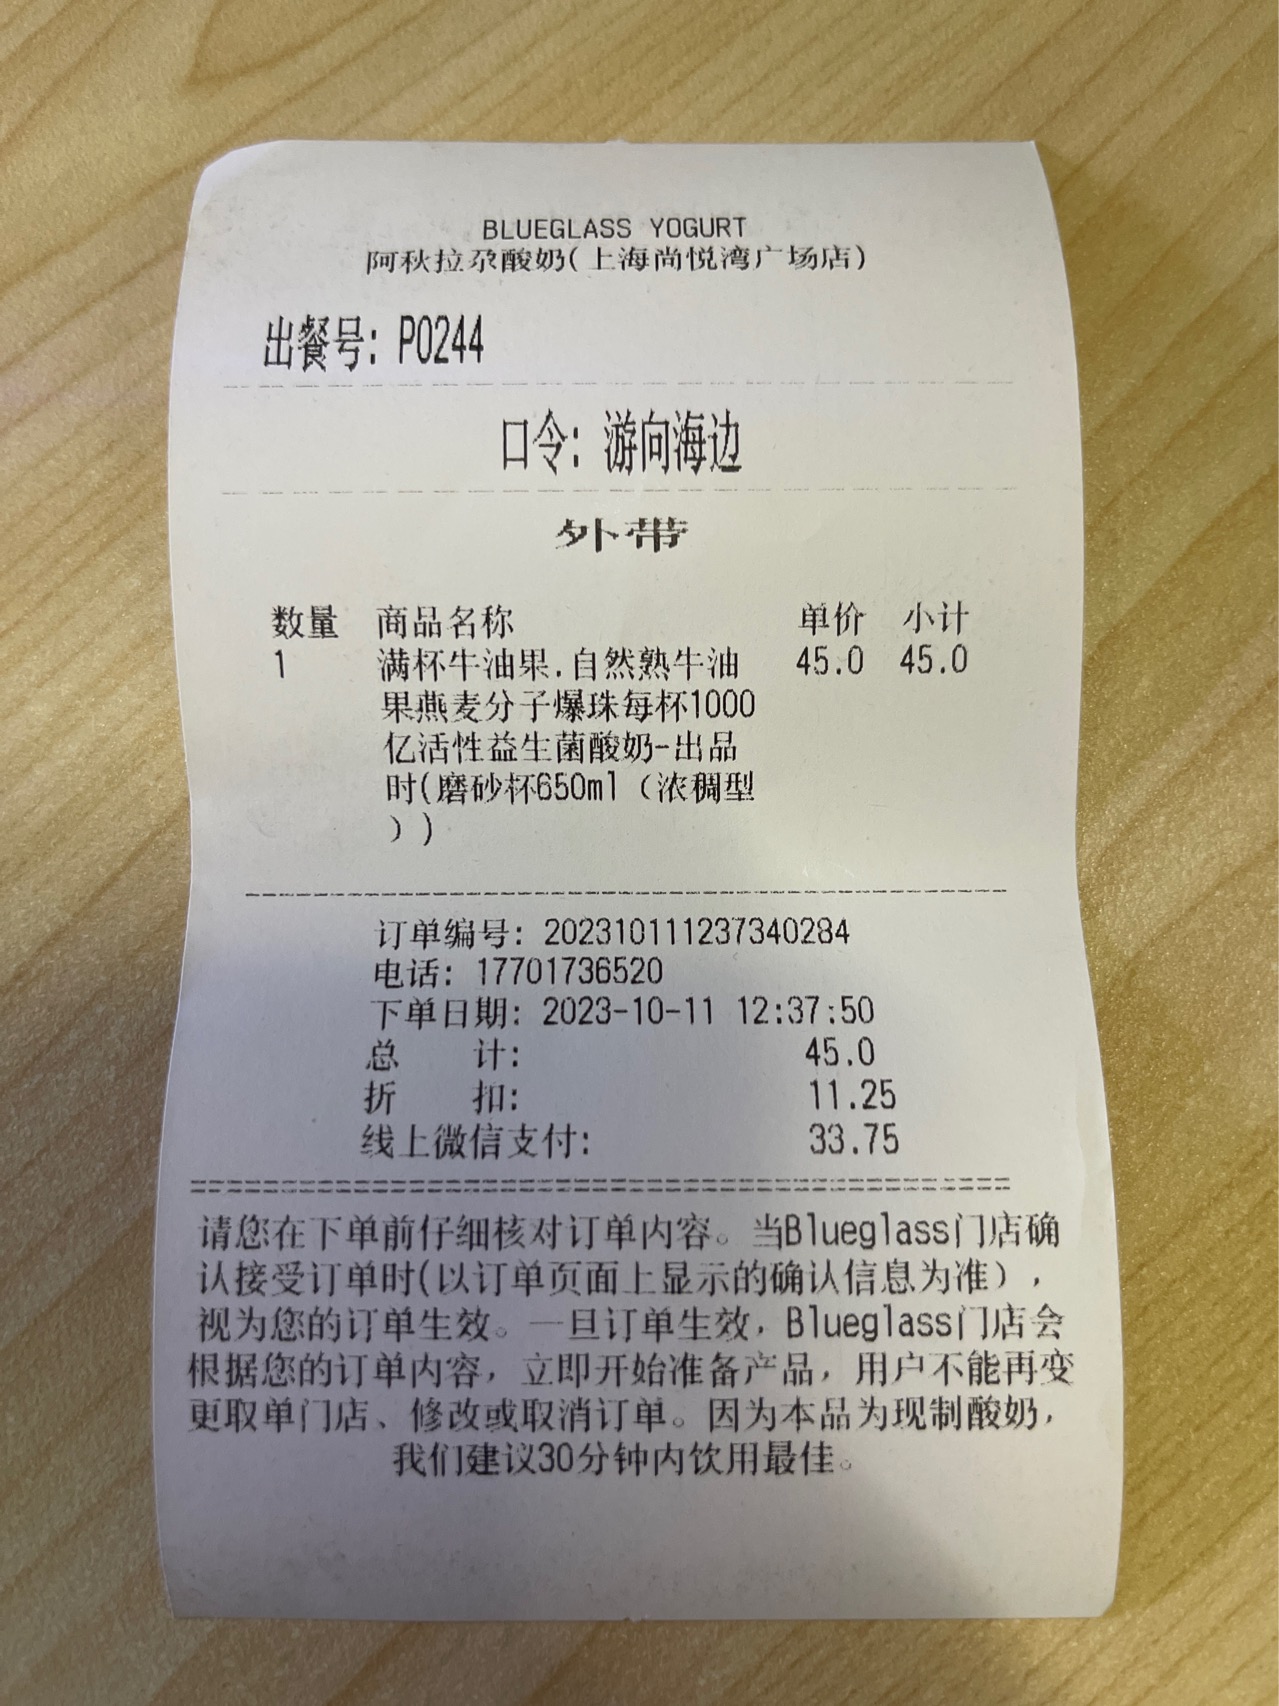 BLUEGLASS YOGURT
阿秋拉尕酸奶(上海尚悦湾广场店)
出餐号: P0244
口令: 游向海边
外带
数量 商品名称 单价 小计
1 满杯牛油果.自然熟牛油 45.0 45.0
果燕麦分子爆珠每杯1000
亿活性益生菌酸奶-出品
时(磨砂杯650ml（浓稠型
）)
订单编号: 202310111237340284
电话: 17701736520
下单日期: 2023-10-11 12:37:50
总 计: 45.0
折 扣: 11.25
线上微信支付: 33.75
请您在下单前仔细核对订单内容。当Blueglass门店确
认接受订单时(以订单页面上显示的确认信息为准)，
视为您的订单生效。一旦订单生效，Blueglass门店会
根据您的订单内容，立即开始准备产品，用户不能再变
更取单门店、修改或取消订单。因为本品为现制酸奶，
我们建议30分钟内饮用最佳。